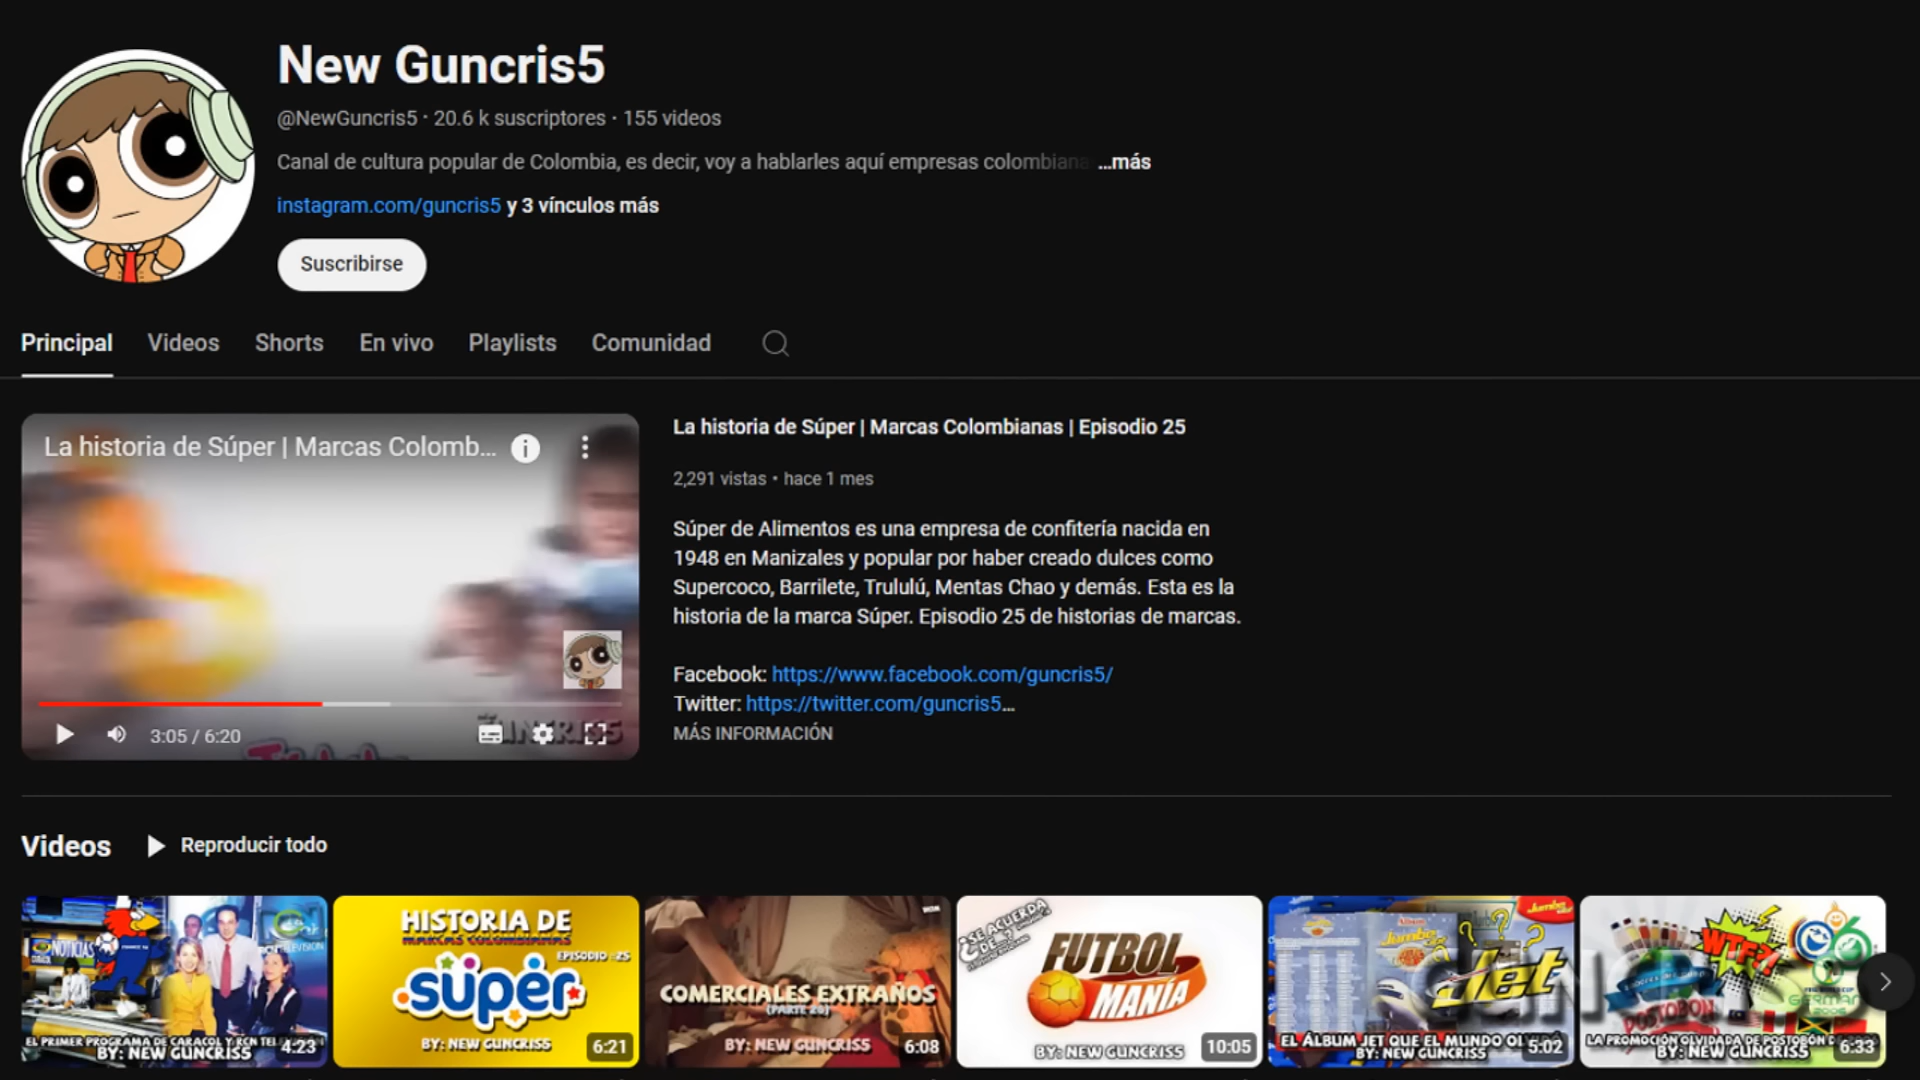 New Guncris5
@NewGuncris5 · 20.6 k suscriptores · 155 videos
Canal de cultura popular de Colombia, es decir, voy a hablarles aquí empresas colombiana ...más
instagram.com/guncris5 y 3 vínculos más
Suscribirse
Principal Videos Shorts En vivo Playlists Comunidad
La historia de Súper | Marcas Colomb...
3:05 / 6:20
La historia de Súper | Marcas Colombianas | Episodio 25
2,291 vistas • hace 1 mes
Súper de Alimentos es una empresa de confitería nacida en
1948 en Manizales y popular por haber creado dulces como
Supercoco, Barrilete, Trululú, Mentas Chao y demás. Esta es la
historia de la marca Súper. Episodio 25 de historias de marcas.
Facebook: https://www.facebook.com/guncris5/
Twitter: https://twitter.com/guncris5...
MÁS INFORMACIÓN
Videos Reproducir todo
NOTICIAS
EL PRIMER PROGRAMA DE CARACOL Y RCN
BY: NEW GUNCRISS
4:23
HISTORIA DE
MARCAS COLOMBIANAS
EPISODIO 25
súper
BY: NEW GUNCRISS
6:21
COMERCIALES EXTRAÑOS
BY: NEW GUNCRISS
6:08
¿SE ACUERDA
DE...?
FUTBOL
MANÍA
BY: NEW GUNCRISS
10:05
Jumbo
Jet
EL ÁLBUM JET QUE EL MUNDO
BY: NEW GUNCRISS
5:02
WTF?!
POSTOBON
LA PROMOCIÓN OLVIDADA DE POSTOBÓN
BY: NEW GUNCRISS
6:33